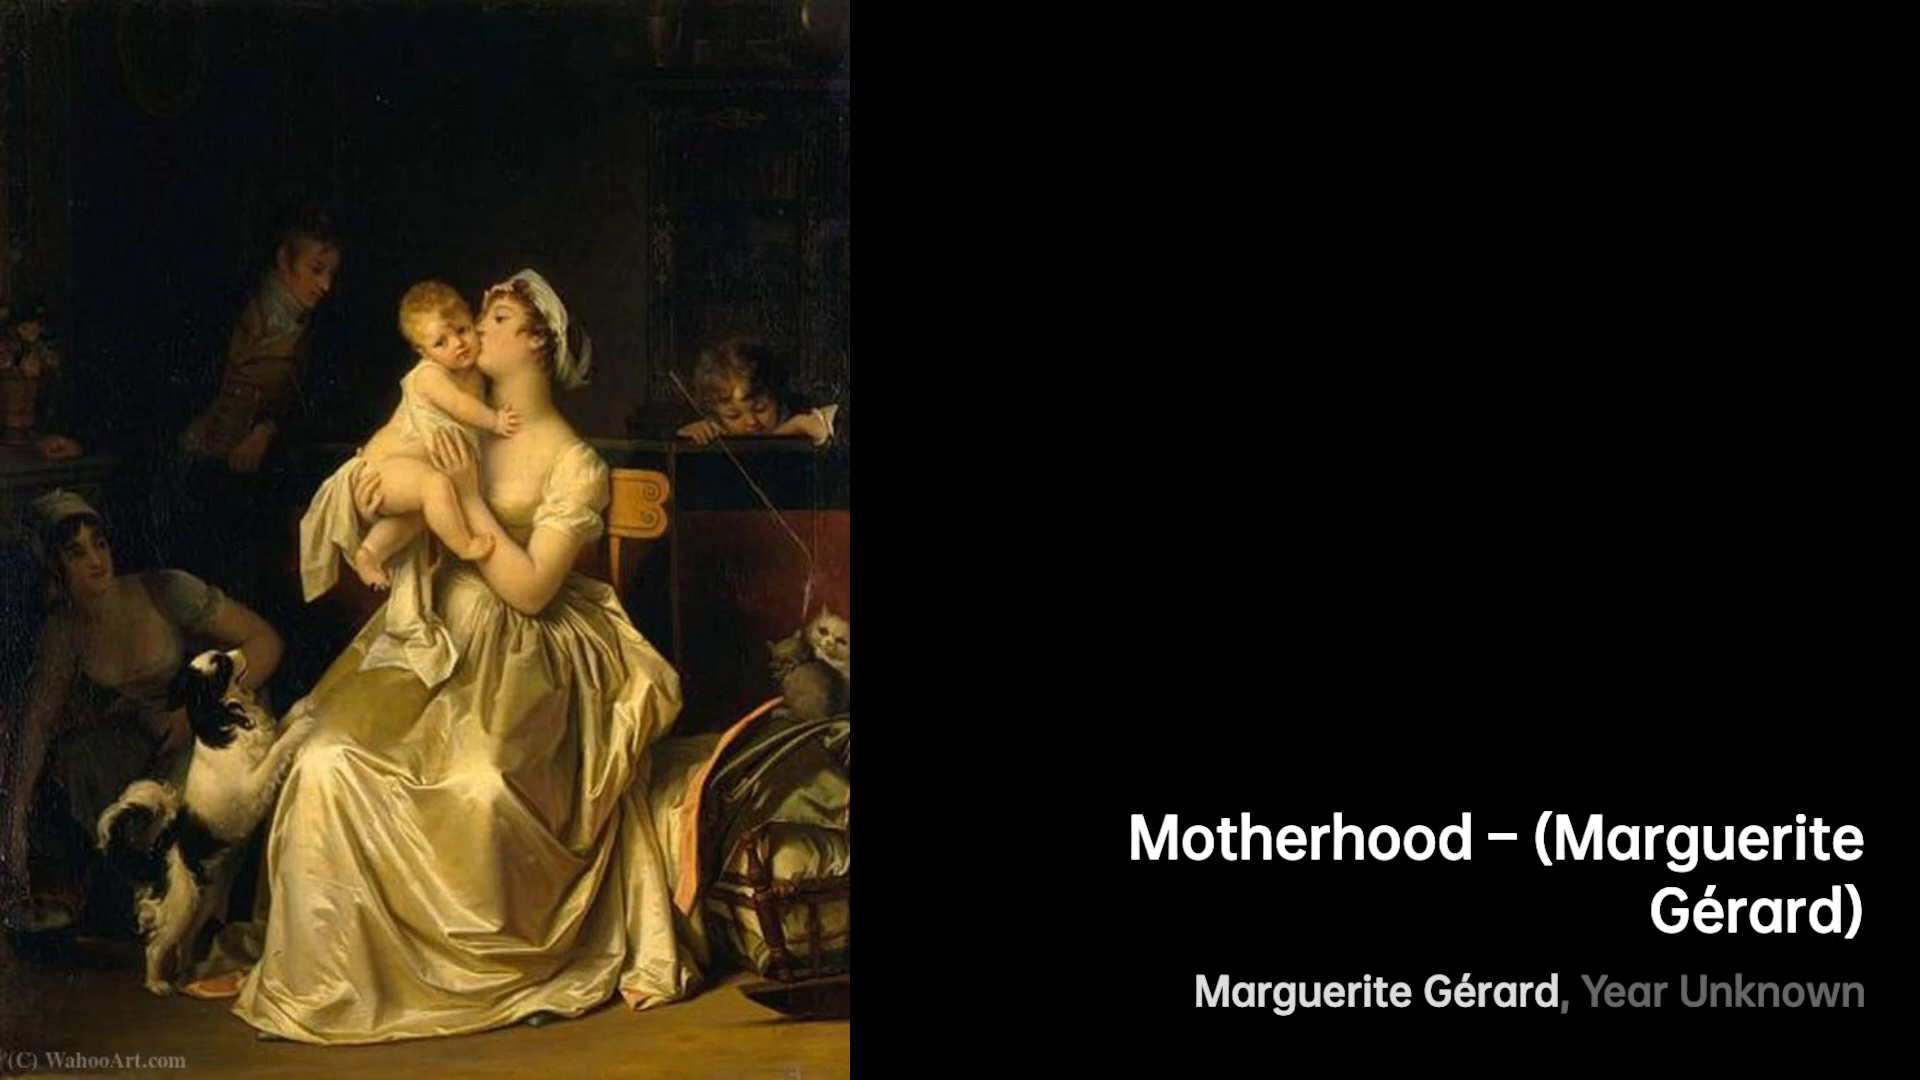 Motherhood – (Marguerite
Gérard)
Marguerite Gérard, Year Unknown
(C) WahooArt.com